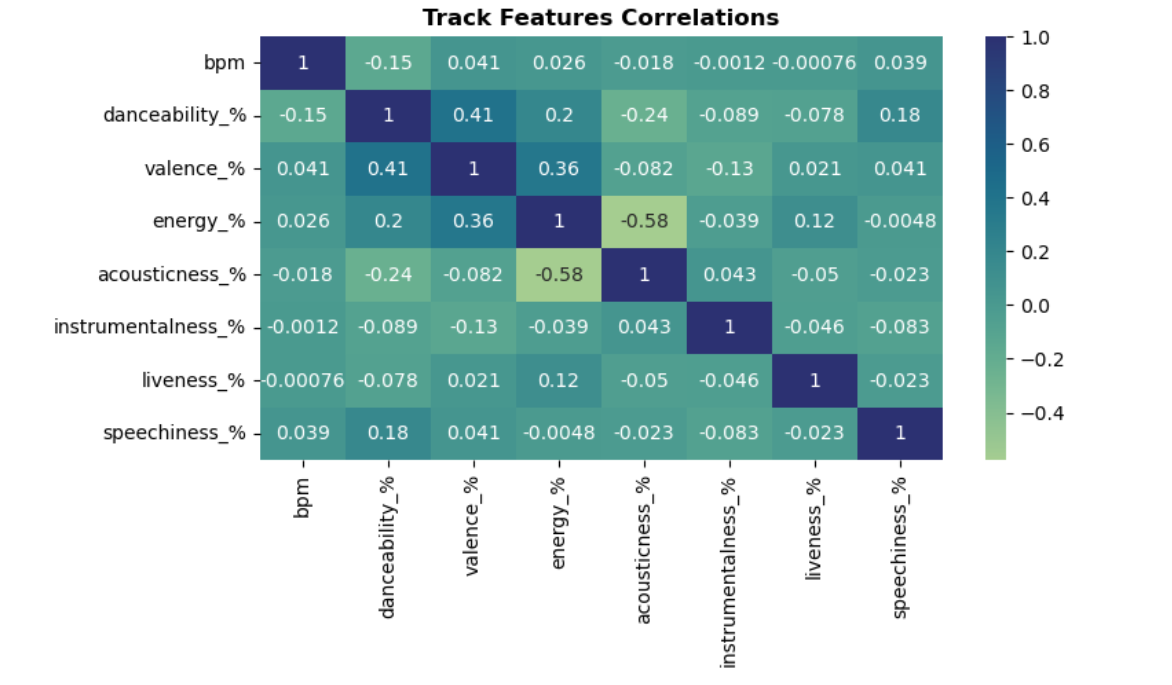 Track Features Correlations
bpm 1 -0.15 0.041 0.026 -0.018 -0.0012 -0.00076 0.039
danceability_% -0.15 1 0.41 0.2 -0.24 -0.089 -0.078 0.18
valence_% 0.041 0.41 1 0.36 -0.082 -0.13 0.021 0.041
energy_% 0.026 0.2 0.36 1 -0.58 -0.039 0.12 -0.0048
acousticness_% -0.018 -0.24 -0.082 -0.58 1 0.043 -0.05 -0.023
instrumentalness_% -0.0012 -0.089 -0.13 -0.039 0.043 1 -0.046 -0.083
liveness_% -0.00076 -0.078 0.021 0.12 -0.05 -0.046 1 -0.023
speechiness_% 0.039 0.18 0.041 -0.0048 -0.023 -0.083 -0.023 1
bpm
danceability_%
valence_%
energy_%
acousticness_%
instrumentalness_%
liveness_%
speechiness_%
1.0
0.8
0.6
0.4
0.2
0.0
−0.2
−0.4